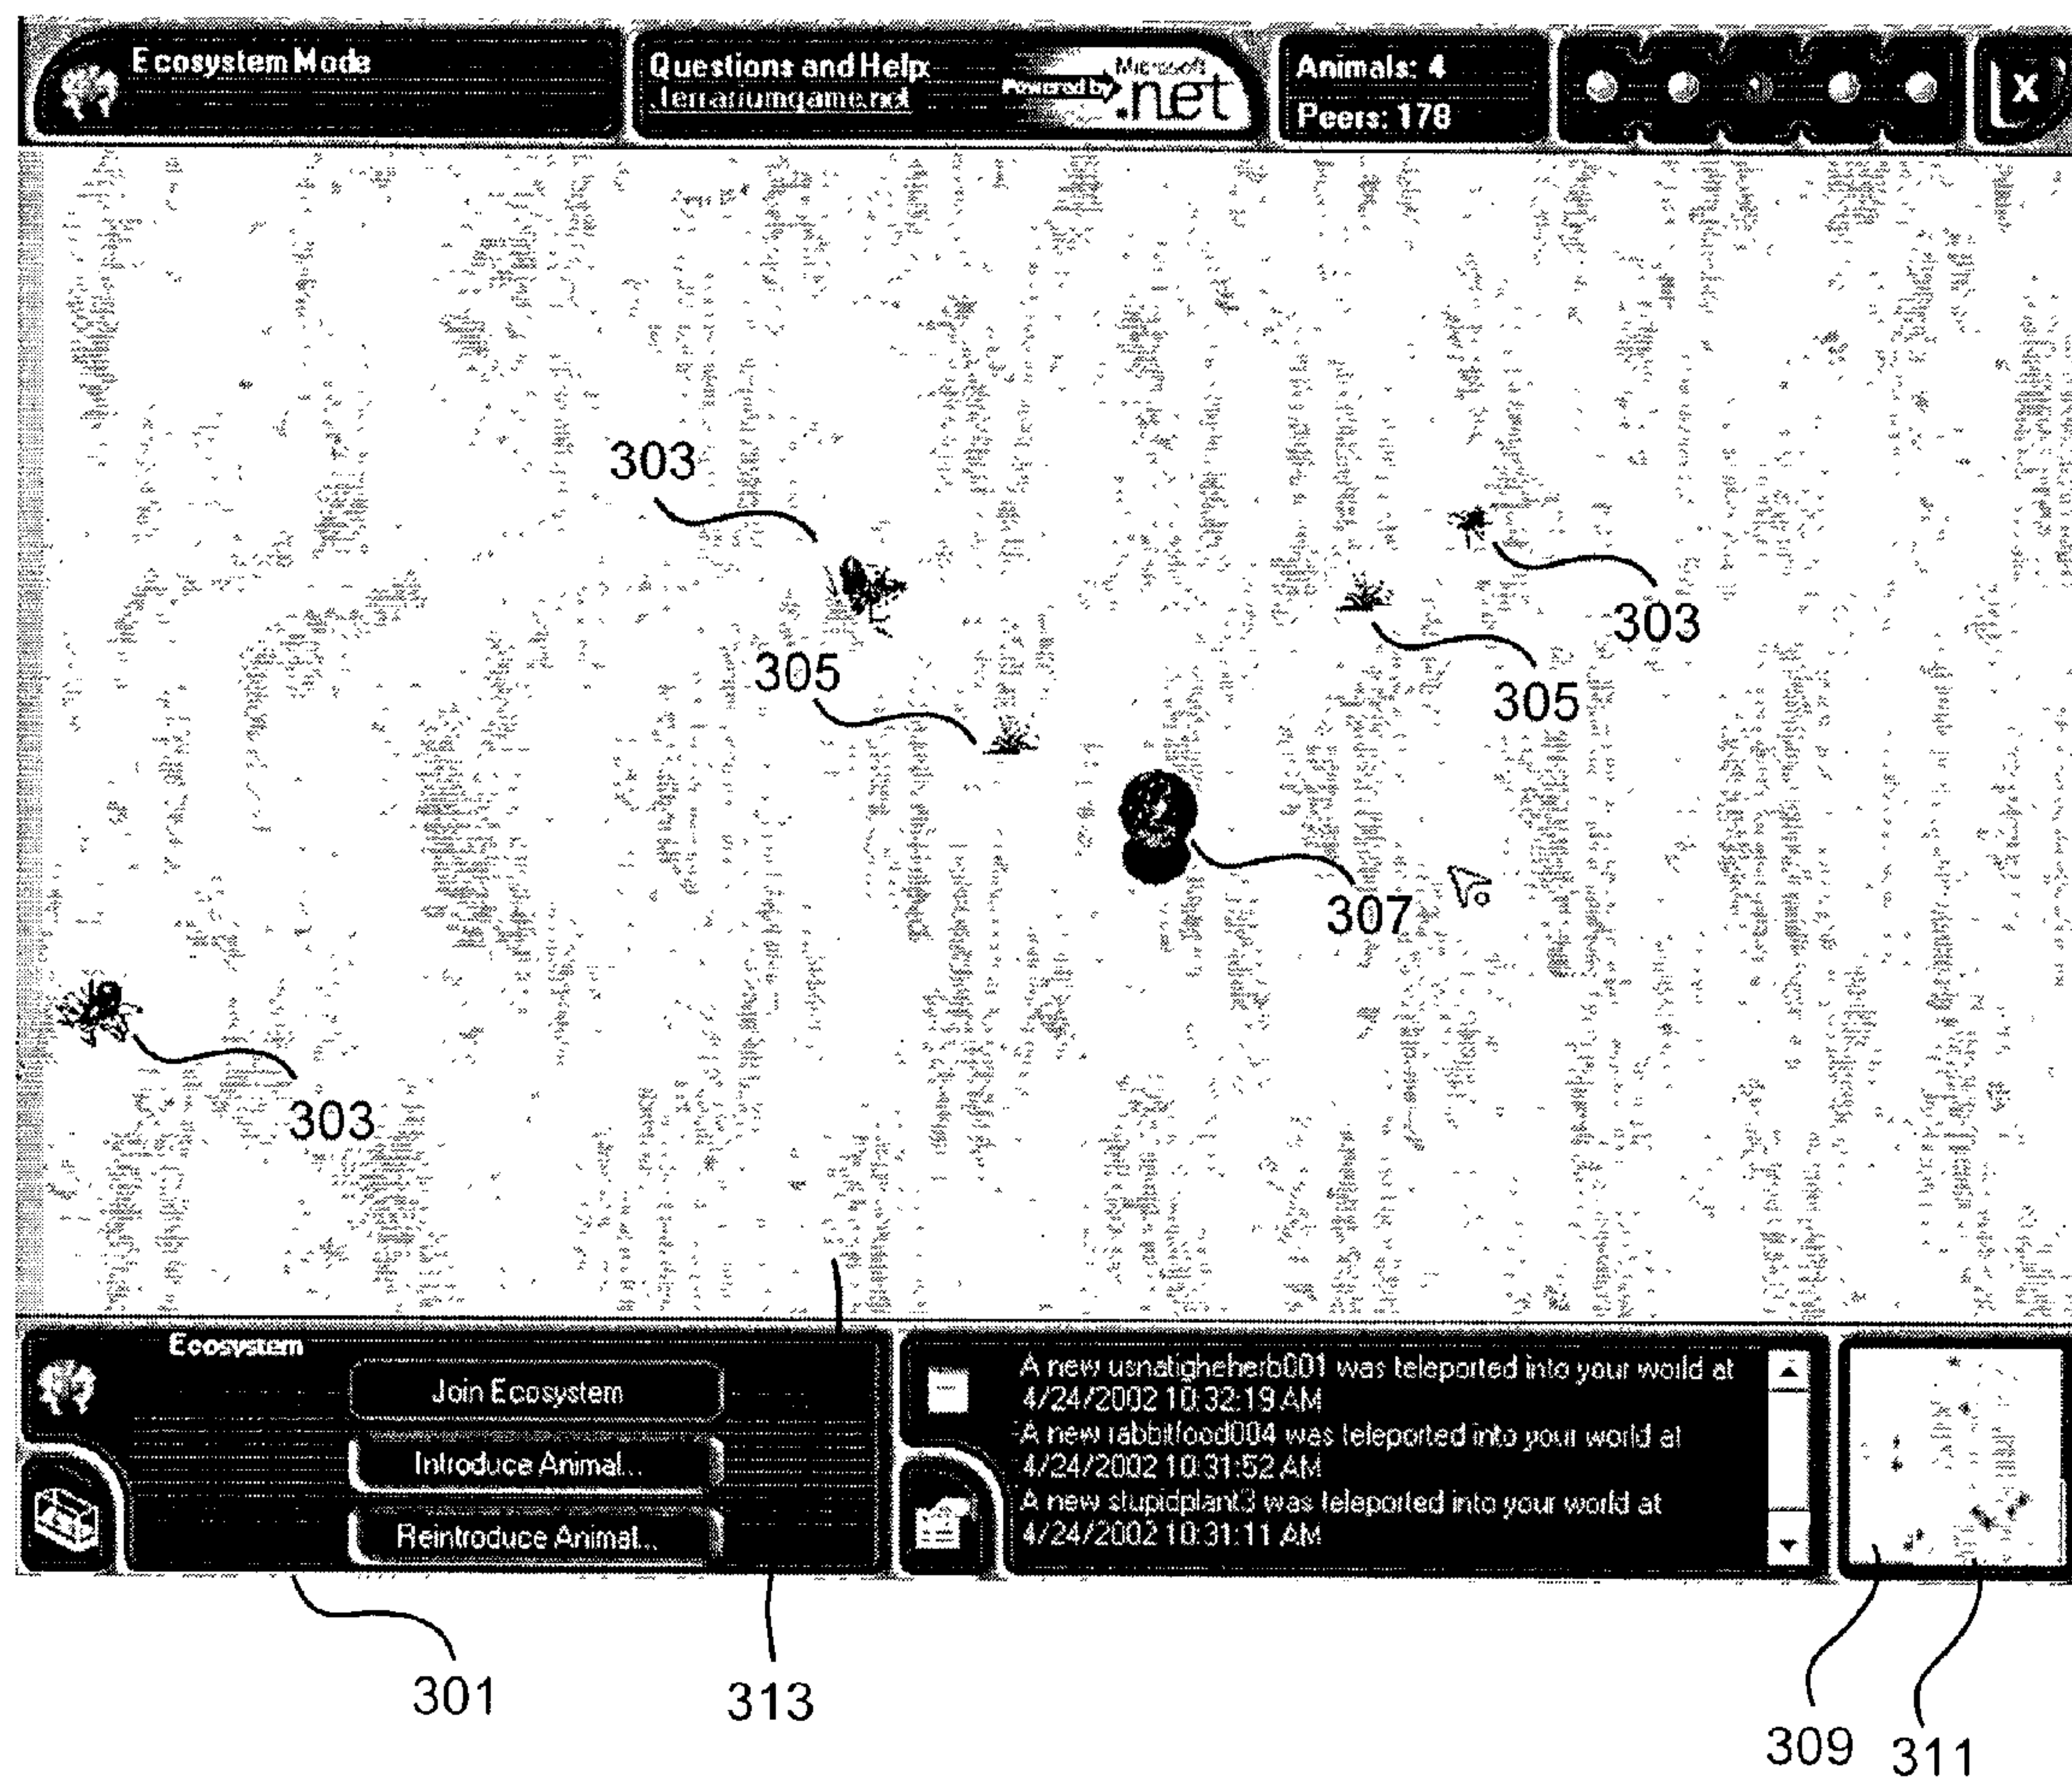 Ecosystem Mode
Questions and Help
.terrariumgame.net
Powered by
Microsoft
.net
Animals: 4
Peers: 178
X
303
303
305
305
307
303
Ecosystem
Join Ecosystem
Introduce Animal...
Reintroduce Animal...
A new usnatigheherb001 was teleported into your world at
4/24/2002 10:32:19 AM
A new rabbitfood004 was teleported into your world at
4/24/2002 10:31:52 AM
A new stupidplant3 was teleported into your world at
4/24/2002 10:31:11 AM
301
313
309
311